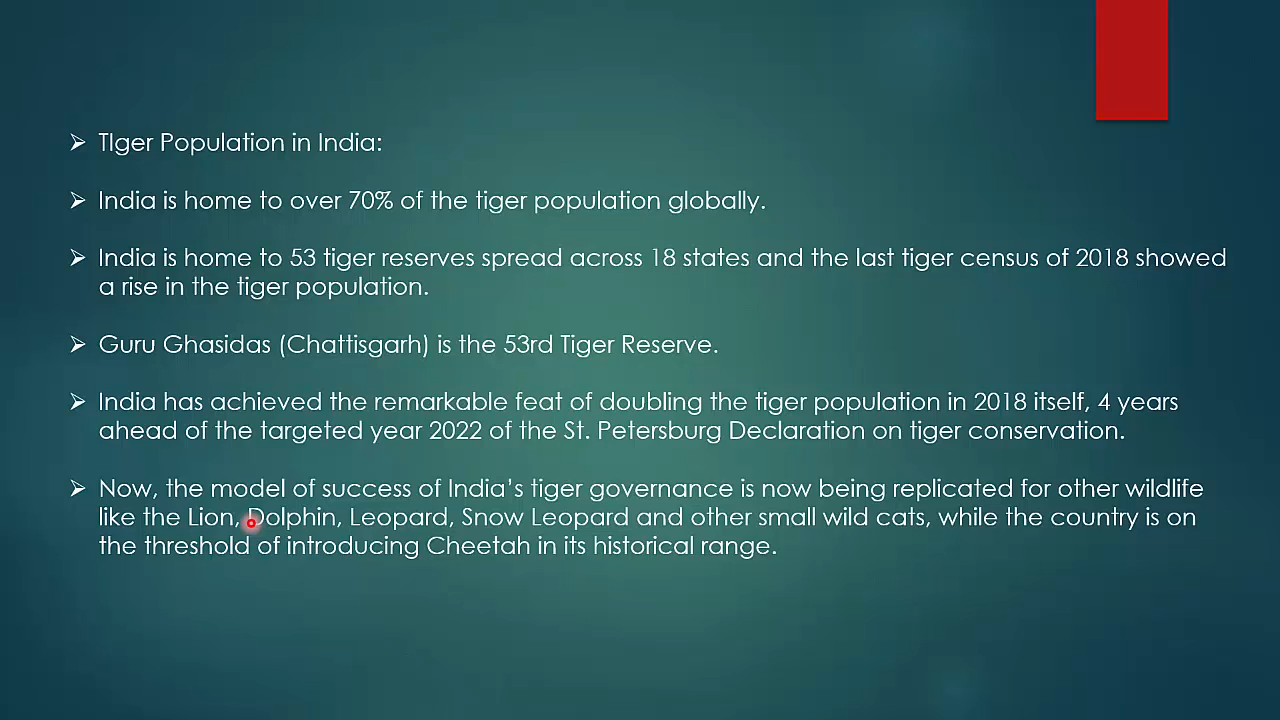 ➢ TIger Population in India:
➢ India is home to over 70% of the tiger population globally.
➢ India is home to 53 tiger reserves spread across 18 states and the last tiger census of 2018 showed
a rise in the tiger population.
➢ Guru Ghasidas (Chattisgarh) is the 53rd Tiger Reserve.
➢ India has achieved the remarkable feat of doubling the tiger population in 2018 itself, 4 years
ahead of the targeted year 2022 of the St. Petersburg Declaration on tiger conservation.
➢ Now, the model of success of India’s tiger governance is now being replicated for other wildlife
like the Lion, Dolphin, Leopard, Snow Leopard and other small wild cats, while the country is on
the threshold of introducing Cheetah in its historical range.